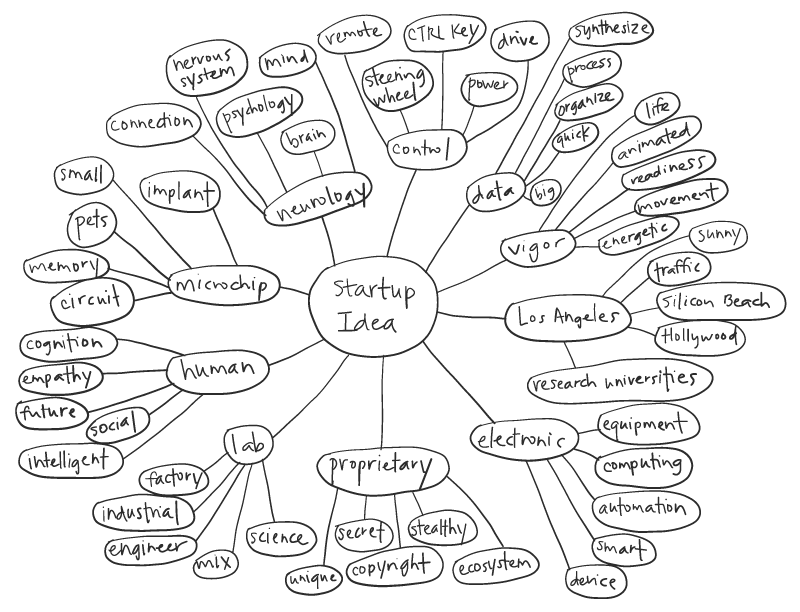 Startup
Idea
neurology
connection
nervous
system
psychology
mind
brain
control
remote
steering
wheel
CTRL KEY
power
drive
data
synthesize
process
organize
quick
big
vigor
life
animated
readiness
movement
energetic
Los Angeles
sunny
traffic
Silicon Beach
Hollywood
research universities
electronic
equipment
computing
automation
smart
device
proprietary
unique
secret
copyright
stealthy
ecosystem
lab
factory
industrial
engineer
mix
science
human
cognition
empathy
future
social
intelligent
microchip
small
implant
pets
memory
circuit